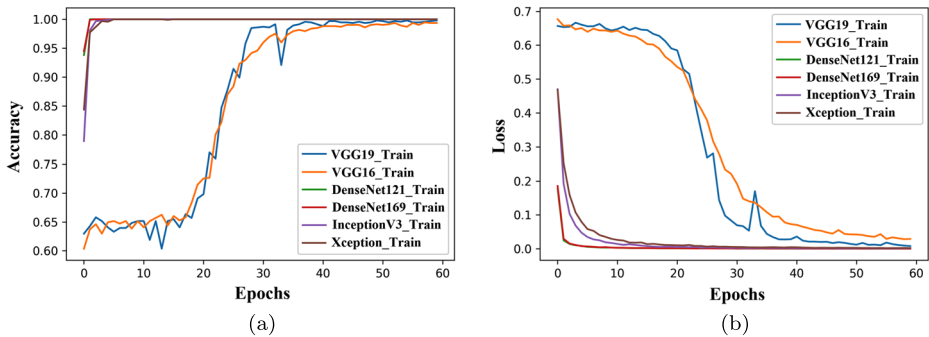 1.00
0.95
0.90
0.85
0.80
0.75
0.70
0.65
0.60
Accuracy
VGG19_Train
VGG16_Train
DenseNet121_Train
DenseNet169_Train
InceptionV3_Train
Xception_Train
0 10 20 30 40 50 60
Epochs
(a)
0.7
0.6
0.5
0.4
0.3
0.2
0.1
0.0
Loss
VGG19_Train
VGG16_Train
DenseNet121_Train
DenseNet169_Train
InceptionV3_Train
Xception_Train
0 10 20 30 40 50 60
Epochs
(b)